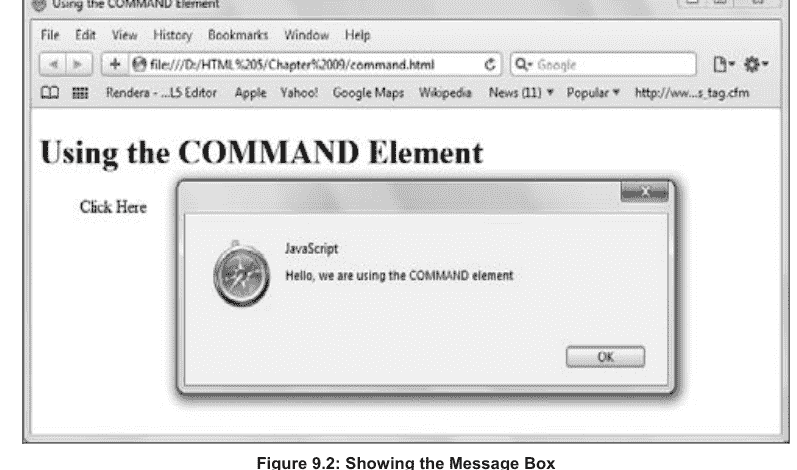 Using the COMMAND Element
File Edit View History Bookmarks Window Help
file:///D:/HTML%205/Chapter%2009/command.html Google
Rendera - ...L5 Editor Apple Yahoo! Google Maps Wikipedia News (11) Popular http://ww...s_tag.cfm
Using the COMMAND Element
Click Here
X
JavaScript
Hello, we are using the COMMAND element
OK
Figure 9.2: Showing the Message Box